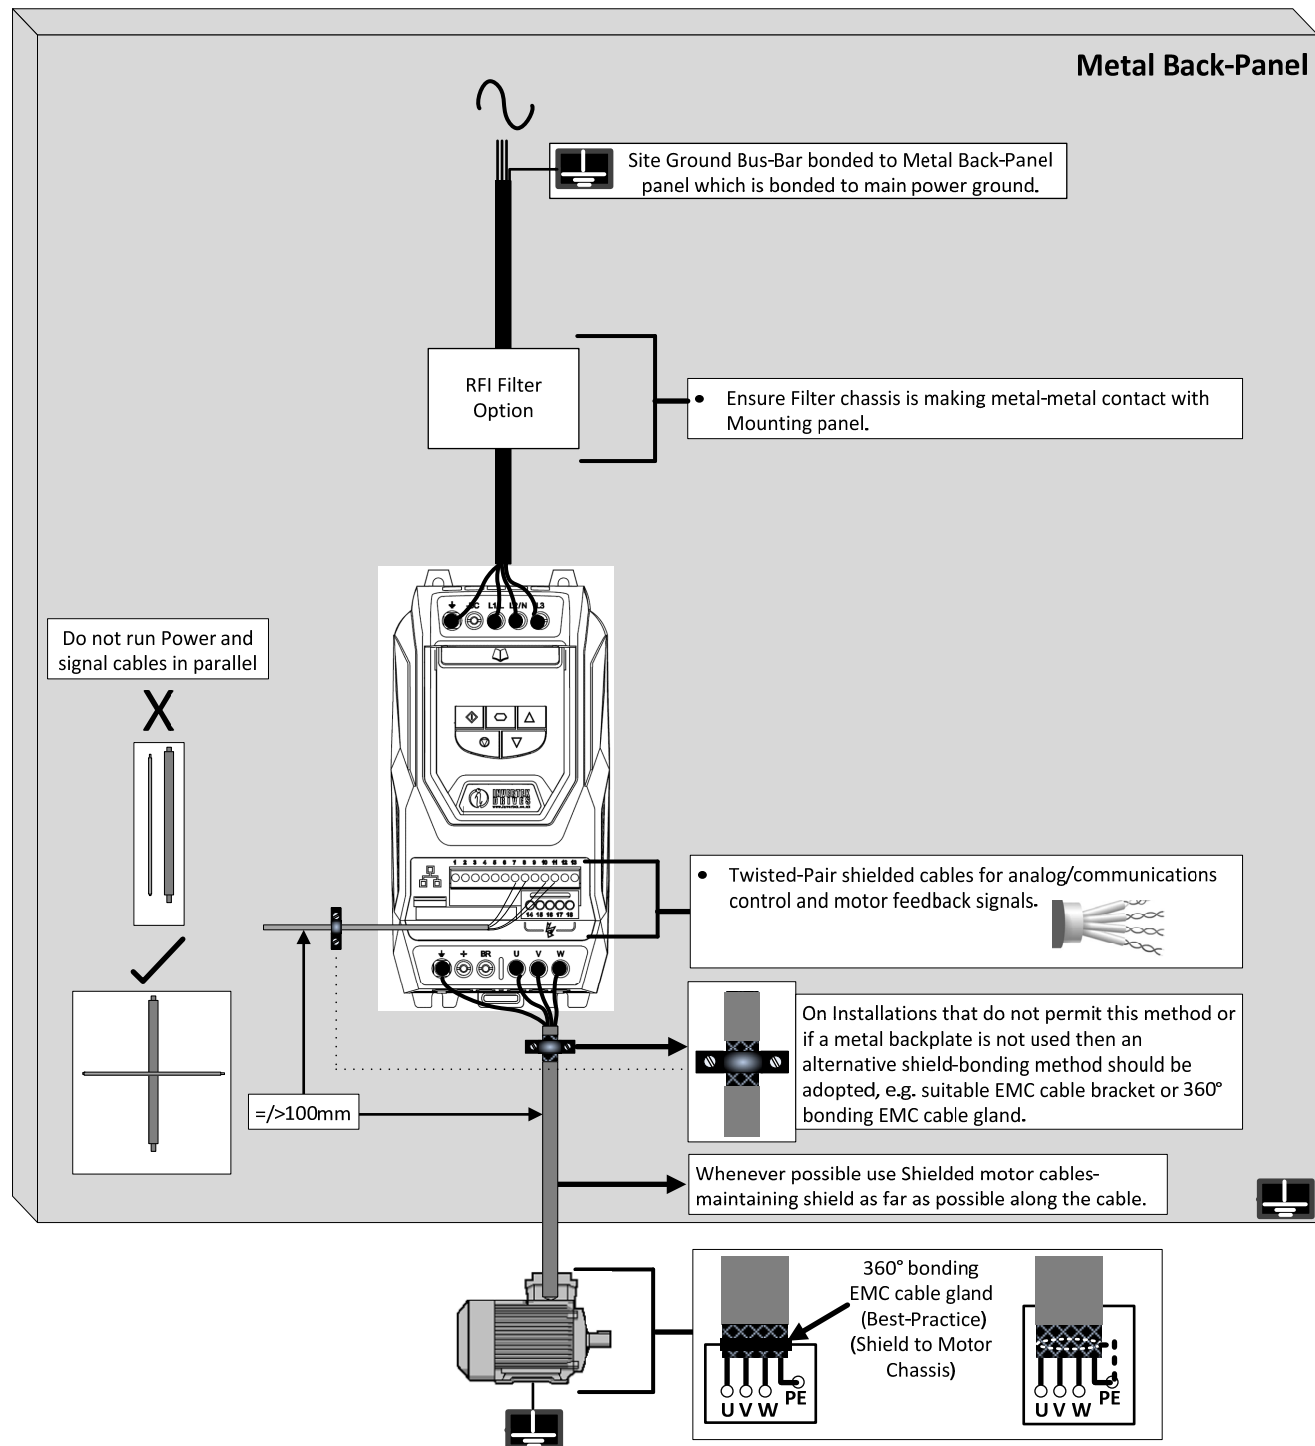 Metal Back-Panel
Site Ground Bus-Bar bonded to Metal Back-Panel
panel which is bonded to main power ground.
RFI Filter
Option
• Ensure Filter chassis is making metal-metal contact with
Mounting panel.
L1 L2/N L3
Do not run Power and
signal cables in parallel
X
INVERTEK
DRIVES
1 2 3 4 5 6 7 8 9 10 11 12 13
14 15 16 17 18
• Twisted-Pair shielded cables for analog/communications
control and motor feedback signals.
+ BR U V W
On Installations that do not permit this method or
if a metal backplate is not used then an
alternative shield-bonding method should be
adopted, e.g. suitable EMC cable bracket or 360°
bonding EMC cable gland.
=/>100mm
Whenever possible use Shielded motor cables-
maintaining shield as far as possible along the cable.
360° bonding
EMC cable gland
(Best-Practice)
(Shield to Motor
Chassis)
U V W PE
U V W PE